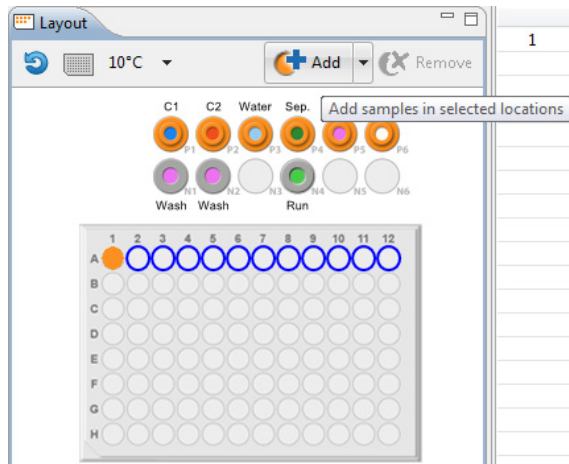 Layout
1
10°C
Add
Remove
Add samples in selected locations
C1 C2 Water Sep.
P1 P2 P3 P4 P5 P6
N1 N2 N3 N4 N5 N6
Wash Wash Run
1 2 3 4 5 6 7 8 9 10 11 12
A
B
C
D
E
F
G
H